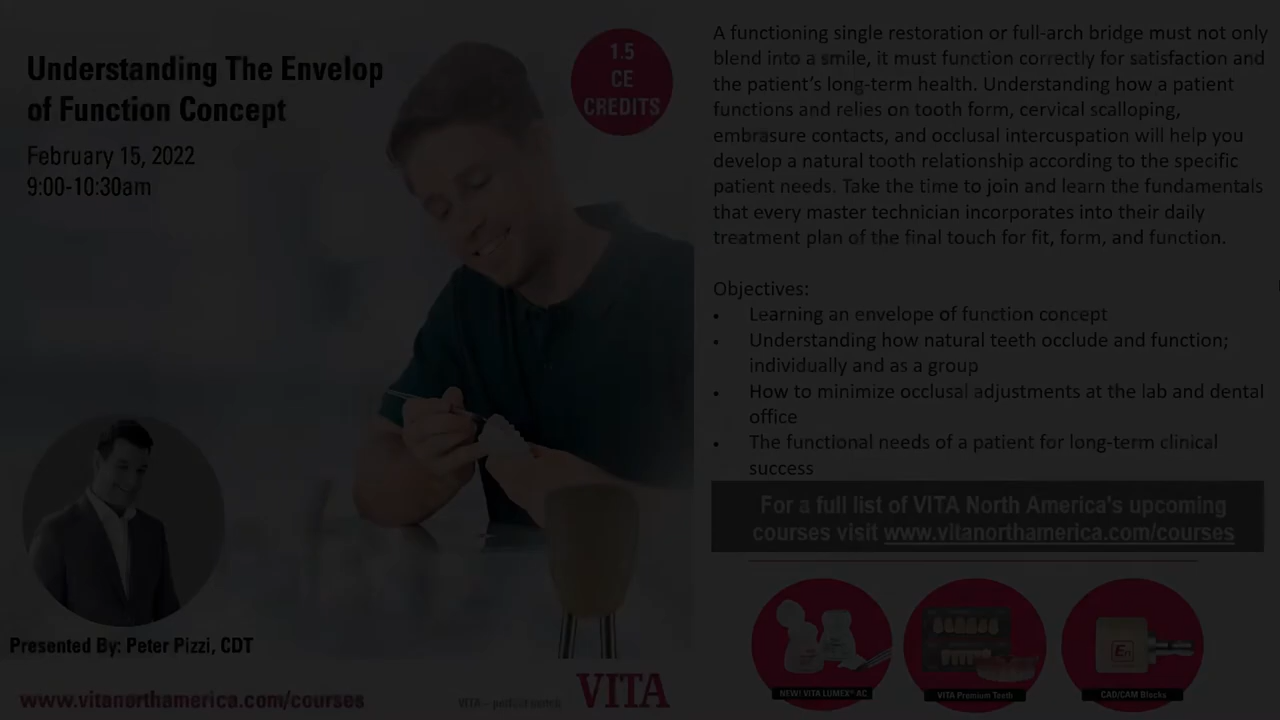 Understanding The Envelop
of Function Concept
February 15, 2022
9:00-10:30am
1.5
CE
CREDITS
Presented By: Peter Pizzi, CDT
www.vitanorthamerica.com/courses
VITA – perfect match.
VITA
A functioning single restoration or full-arch bridge must not only
blend into a smile, it must function correctly for satisfaction and
the patient’s long-term health. Understanding how a patient
functions and relies on tooth form, cervical scalloping,
embrasure contacts, and occlusal intercuspation will help you
develop a natural tooth relationship according to the specific
patient needs. Take the time to join and learn the fundamentals
that every master technician incorporates into their daily
treatment plan of the final touch for fit, form, and function.
Objectives:
• Learning an envelope of function concept
• Understanding how natural teeth occlude and function;
individually and as a group
• How to minimize occlusal adjustments at the lab and dental
office
• The functional needs of a patient for long-term clinical
success
For a full list of VITA North America's upcoming
courses visit www.vitanorthamerica.com/courses
En
NEW! VITA LUMEX® AC
VITA Premium Teeth
CAD/CAM Blocks